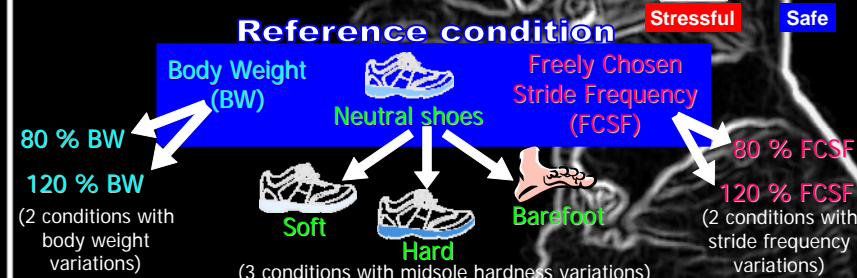 Stressful
Safe
Reference condition
Body Weight
(BW)
Neutral shoes
Freely Chosen
Stride Frequency
(FCSF)
80 % BW
120 % BW
(2 conditions with
body weight
variations)
Soft
Hard
Barefoot
(3 conditions with midsole hardness variations)
80 % FCSF
120 % FCSF
(2 conditions with
stride frequency
variations)